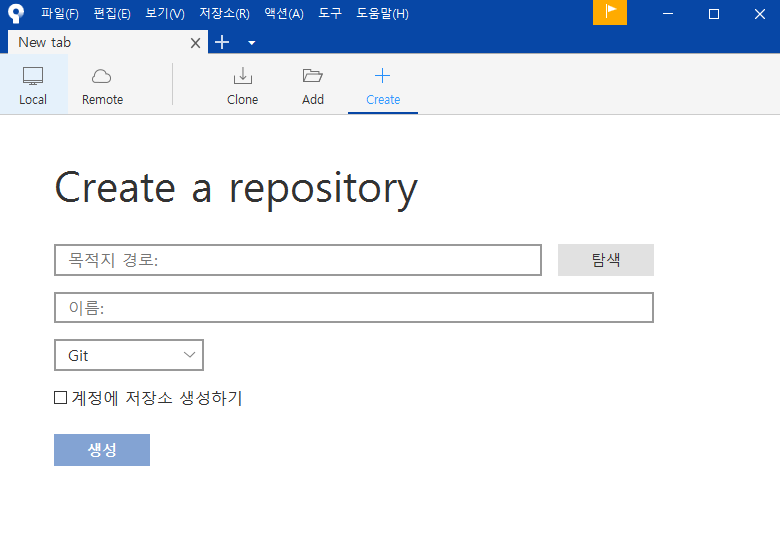 파일(F) 편집(E) 보기(V) 저장소(R) 액션(A) 도구 도움말(H)
New tab
Local Remote Clone Add Create
Create a repository
목적지 경로: 탐색
이름:
Git
계정에 저장소 생성하기
생성